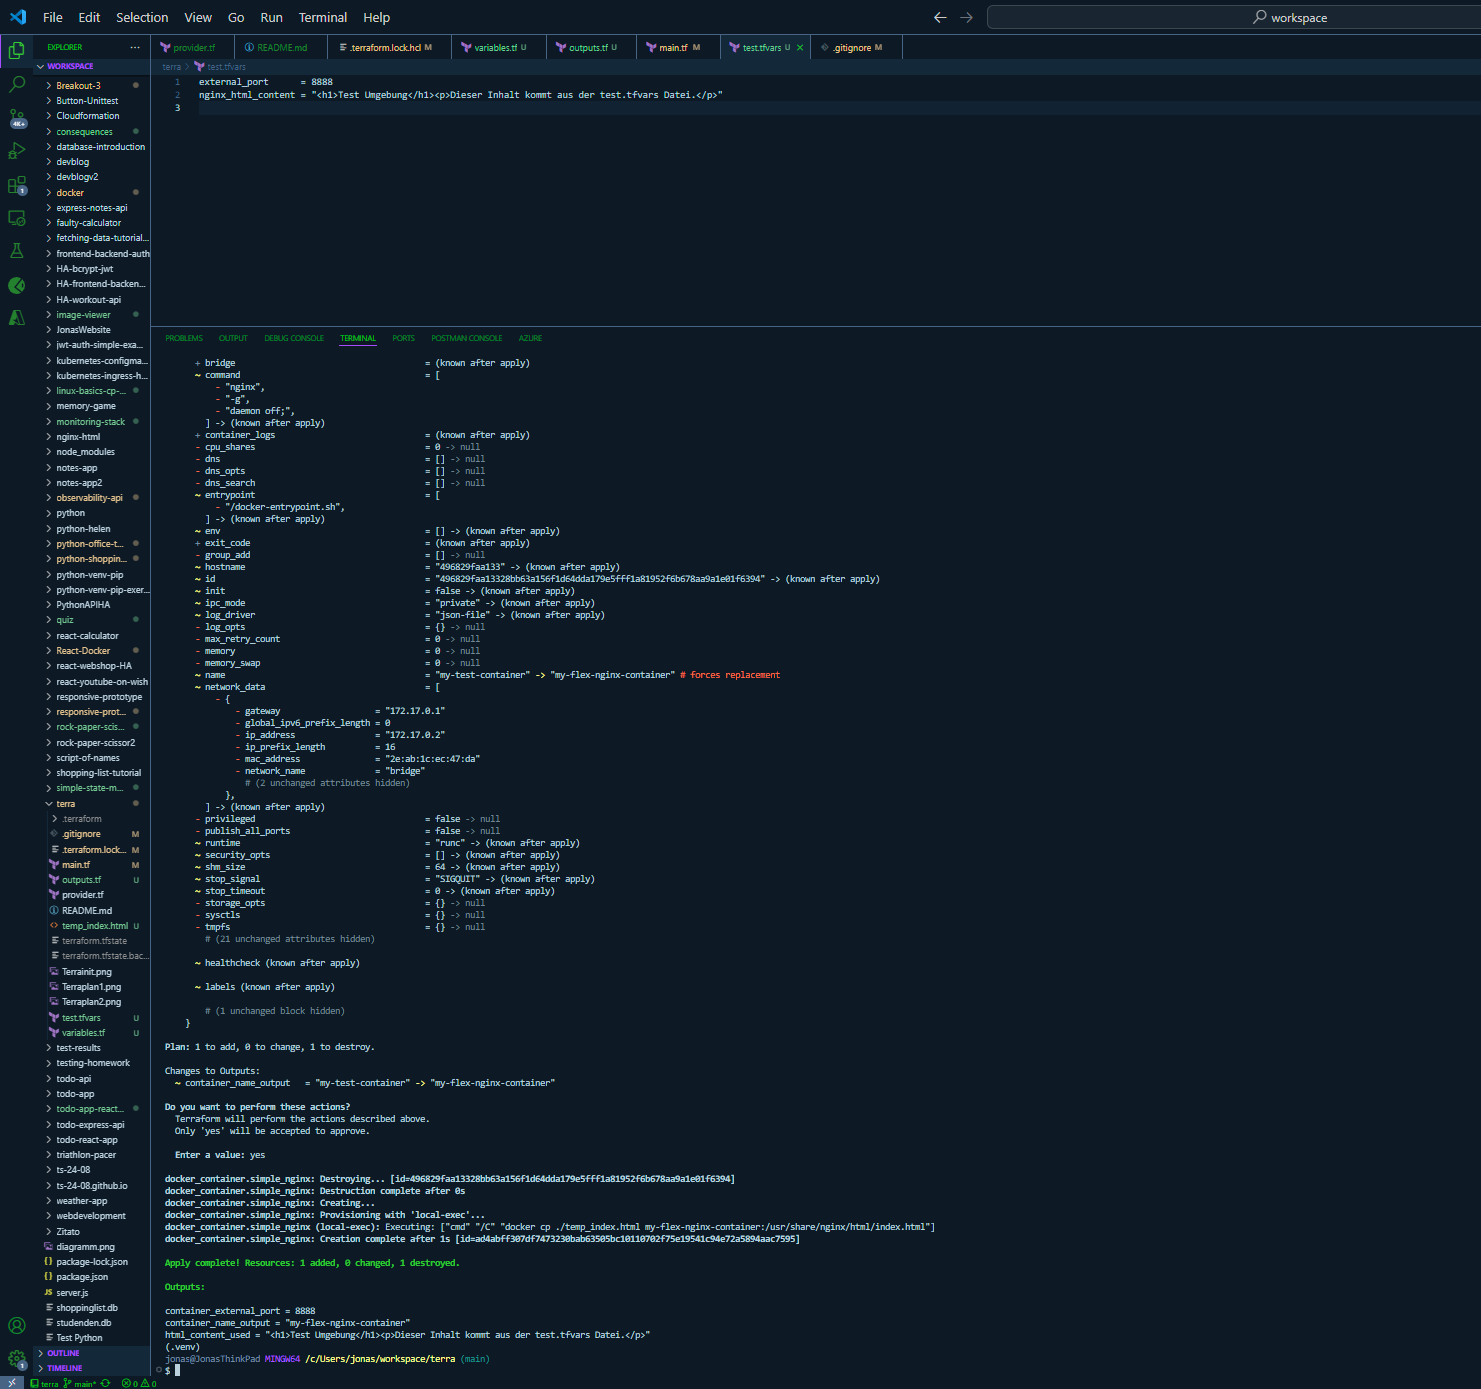 File Edit Selection View Go Run Terminal Help
workspace
EXPLORER ...
provider.tf
README.md
.terraform.lock.hcl M
variables.tf U
outputs.tf U
main.tf M
test.tfvars U
.gitignore M
WORKSPACE
terra > test.tfvars
1 external_port      = 8888
2 nginx_html_content = "<h1>Test Umgebung</h1><p>Dieser Inhalt kommt aus der test.tfvars Datei.</p>"
3
Breakout-3
Button-Unittest
Cloudformation
consequences
database-introduction
devblog
devblogv2
docker
express-notes-api
faulty-calculator
fetching-data-tutorial...
frontend-backend-auth
HA-bcrypt-jwt
HA-frontend-backen...
HA-workout-api
image-viewer
JonasWebsite
jwt-auth-simple-exa...
kubernetes-configma...
kubernetes-ingress-h...
linux-basics-cp-...
memory-game
monitoring-stack
nginx-html
node_modules
notes-app
notes-app2
observability-api
python
python-helen
python-office-t...
python-shoppin...
python-venv-pip
python-venv-pip-exer...
PythonAPIHA
quiz
react-calculator
React-Docker
react-webshop-HA
react-youtube-on-wish
responsive-prototype
responsive-prot...
rock-paper-sciss...
rock-paper-scissor2
script-of-names
shopping-list-tutorial
simple-state-m...
terra
.terraform
.gitignore M
.terraform.lock... M
main.tf M
outputs.tf U
provider.tf
README.md
temp_index.html U
terraform.tfstate
terraform.tfstate.bac...
Terrainit.png
Terraplan1.png
Terraplan2.png
test.tfvars U
variables.tf U
test-results
testing-homework
todo-api
todo-app
todo-app-react...
todo-express-api
todo-react-app
triathlon-pacer
ts-24-08
ts-24-08.github.io
weather-app
webdevelopment
Zitato
diagramm.png
package-lock.json
package.json
server.js
shoppinglist.db
studenden.db
Test Python
OUTLINE
TIMELINE
4K+
1
1
PROBLEMS OUTPUT DEBUG CONSOLE TERMINAL PORTS POSTMAN CONSOLE AZURE
+ bridge = (known after apply)
~ command = [
- "nginx",
- "-g",
- "daemon off;",
] -> (known after apply)
+ container_logs = (known after apply)
- cpu_shares = 0 -> null
- dns = [] -> null
- dns_opts = [] -> null
- dns_search = [] -> null
~ entrypoint = [
- "/docker-entrypoint.sh",
] -> (known after apply)
~ env = [] -> (known after apply)
+ exit_code = (known after apply)
- group_add = [] -> null
~ hostname = "496829faa133" -> (known after apply)
~ id = "496829faa13328bb63a156f1d64dda179e5fff1a81952f6b678aa9a1e01f6394" -> (known after apply)
~ init = false -> (known after apply)
~ ipc_mode = "private" -> (known after apply)
~ log_driver = "json-file" -> (known after apply)
- log_opts = {} -> null
- max_retry_count = 0 -> null
- memory = 0 -> null
- memory_swap = 0 -> null
~ name = "my-test-container" -> "my-flex-nginx-container" # forces replacement
~ network_data = [
- {
- gateway = "172.17.0.1"
- global_ipv6_prefix_length = 0
- ip_address = "172.17.0.2"
- ip_prefix_length = 16
- mac_address = "2e:ab:1c:ec:47:da"
- network_name = "bridge"
# (2 unchanged attributes hidden)
},
] -> (known after apply)
- privileged = false -> null
- publish_all_ports = false -> null
~ runtime = "runc" -> (known after apply)
~ security_opts = [] -> (known after apply)
~ shm_size = 64 -> (known after apply)
~ stop_signal = "SIGQUIT" -> (known after apply)
~ stop_timeout = 0 -> (known after apply)
- storage_opts = {} -> null
- sysctls = {} -> null
- tmpfs = {} -> null
# (21 unchanged attributes hidden)
~ healthcheck (known after apply)
~ labels (known after apply)
# (1 unchanged block hidden)
}
Plan: 1 to add, 0 to change, 1 to destroy.
Changes to Outputs:
~ container_name_output   = "my-test-container" -> "my-flex-nginx-container"
Do you want to perform these actions?
Terraform will perform the actions described above.
Only 'yes' will be accepted to approve.
Enter a value: yes
docker_container.simple_nginx: Destroying... [id=496829faa13328bb63a156f1d64dda179e5fff1a81952f6b678aa9a1e01f6394]
docker_container.simple_nginx: Destruction complete after 0s
docker_container.simple_nginx: Creating...
docker_container.simple_nginx: Provisioning with 'local-exec'...
docker_container.simple_nginx (local-exec): Executing: ["cmd" "/C" "docker cp ./temp_index.html my-flex-nginx-container:/usr/share/nginx/html/index.html"]
docker_container.simple_nginx: Creation complete after 1s [id=ad4abff307df7473230bab63505bc10110702f75e19541c94e72a5894aac7595]
Apply complete! Resources: 1 added, 0 changed, 1 destroyed.
Outputs:
container_external_port = 8888
container_name_output = "my-flex-nginx-container"
html_content_used = "<h1>Test Umgebung</h1><p>Dieser Inhalt kommt aus der test.tfvars Datei.</p>"
(.venv)
jonas@JonasThinkPad MINGW64 /c/Users/jonas/workspace/terra (main)
$
terra main* 0 0